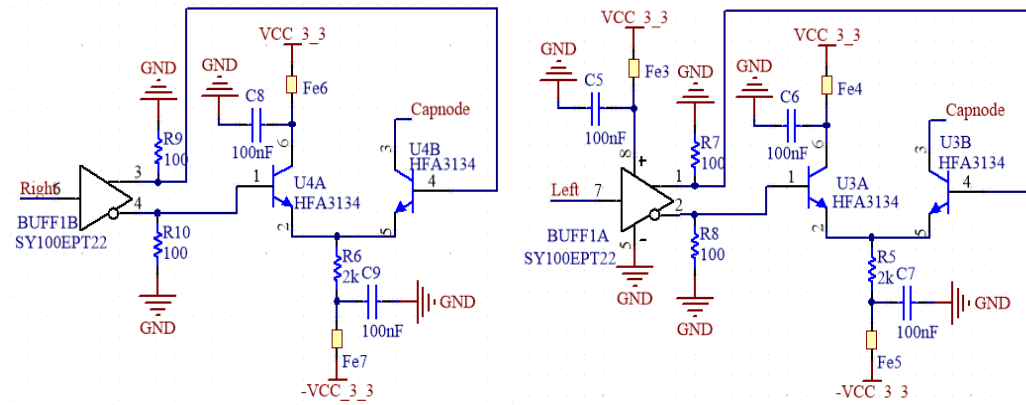 VCC_3_3
GND
GND
Fe6
C8
100nF
R9
100
6
Capnode
3
U4B
HFA3134
4
Right
6
3
4
1
U4A
HFA3134
BUFF1B
SY100EPT22
R10
100
2
5
R6
2k
C9
100nF
GND
GND
Fe7
-VCC_3_3
VCC_3_3
VCC_3_3
GND
C5
100nF
Fe3
GND
GND
Fe4
C6
100nF
R7
100
6
Capnode
3
U3B
HFA3134
4
8
+
Left
7
1
2
1
U3A
HFA3134
BUFF1A
SY100EPT22
5
-
GND
R8
100
GND
2
5
R5
2k
C7
100nF
GND
Fe5
-VCC_3_3